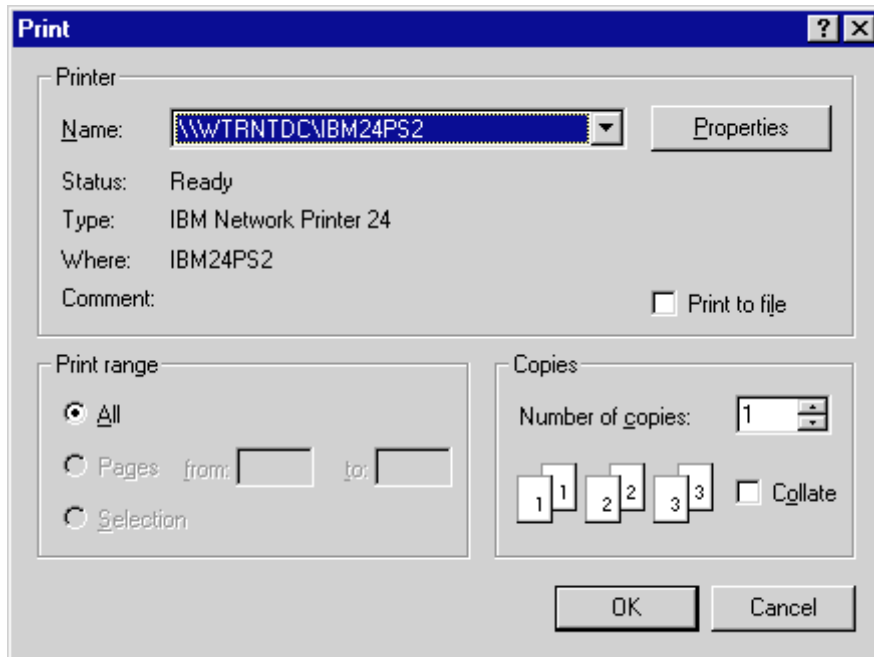 Print
Printer
Name: \\WTRNTDC\IBM24PS2 Properties
Status: Ready
Type: IBM Network Printer 24
Where: IBM24PS2
Comment:
Print to file
Print range
All
Pages from: to:
Selection
Copies
Number of copies: 1
1 1 2 2 3 3 Collate
OK Cancel